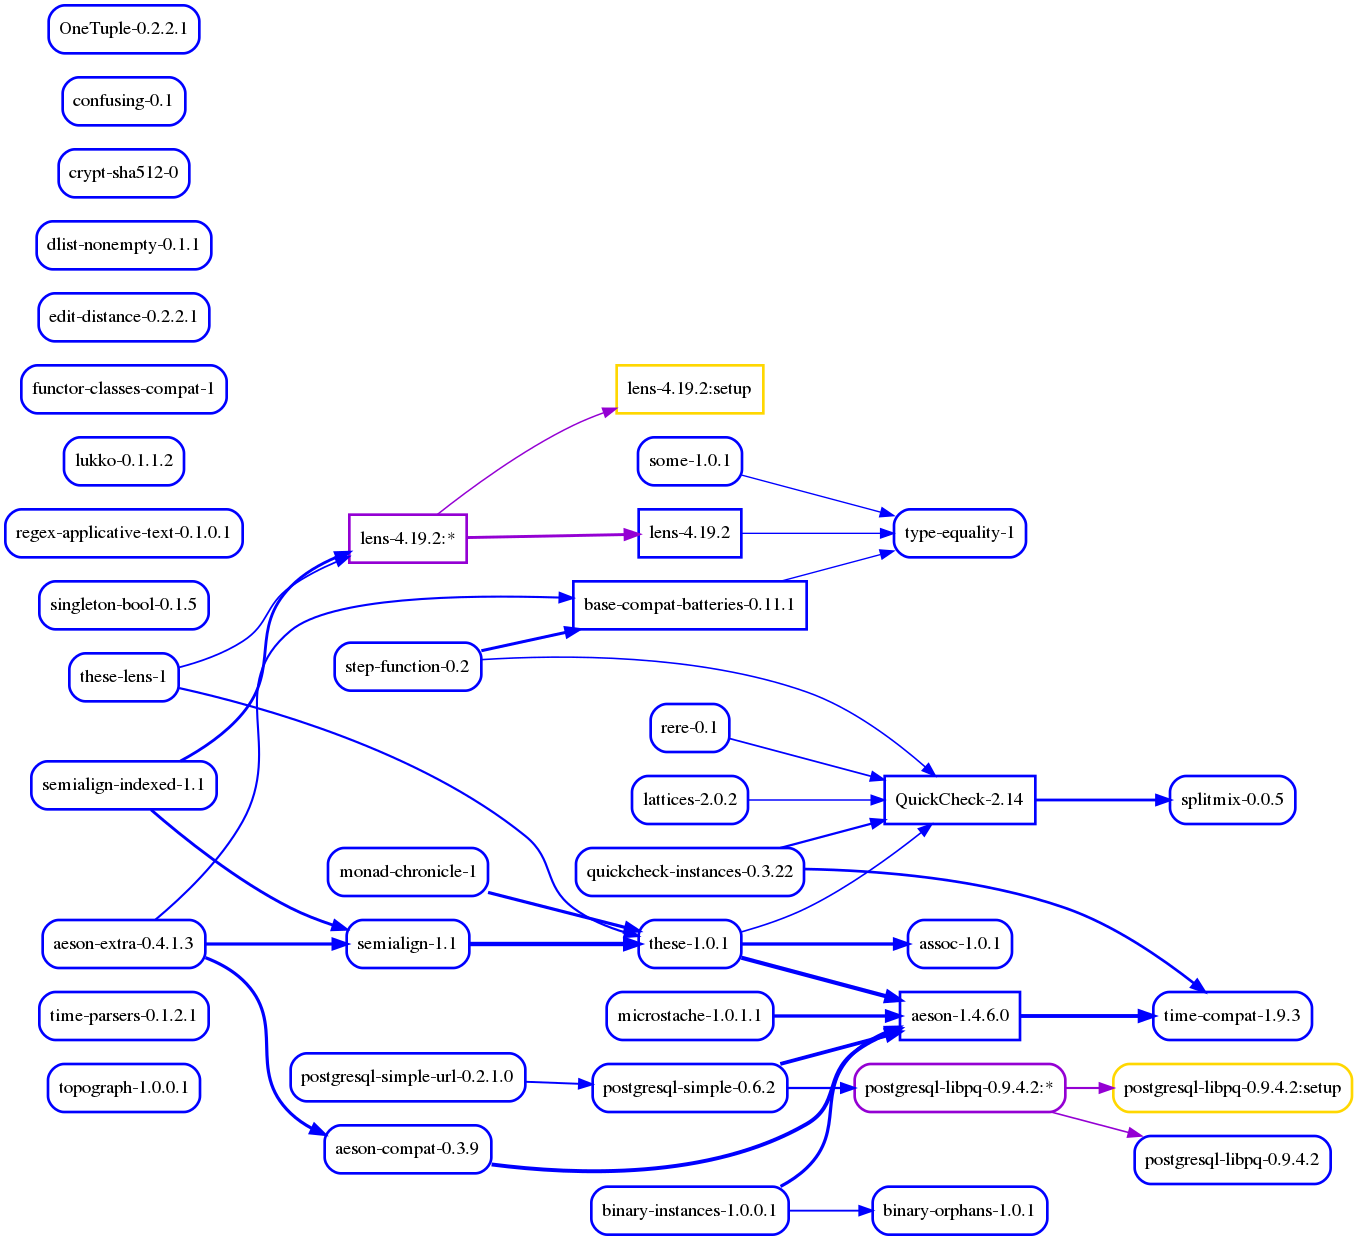 OneTuple-0.2.2.1
confusing-0.1
crypt-sha512-0
dlist-nonempty-0.1.1
edit-distance-0.2.2.1
functor-classes-compat-1
lens-4.19.2:setup
lukko-0.1.1.2
some-1.0.1
regex-applicative-text-0.1.0.1
lens-4.19.2:*
lens-4.19.2
type-equality-1
singleton-bool-0.1.5
base-compat-batteries-0.11.1
these-lens-1
step-function-0.2
rere-0.1
semialign-indexed-1.1
lattices-2.0.2
QuickCheck-2.14
splitmix-0.0.5
monad-chronicle-1
quickcheck-instances-0.3.22
aeson-extra-0.4.1.3
semialign-1.1
these-1.0.1
assoc-1.0.1
time-parsers-0.1.2.1
microstache-1.0.1.1
aeson-1.4.6.0
time-compat-1.9.3
topograph-1.0.0.1
postgresql-simple-url-0.2.1.0
postgresql-simple-0.6.2
postgresql-libpq-0.9.4.2:*
postgresql-libpq-0.9.4.2:setup
aeson-compat-0.3.9
postgresql-libpq-0.9.4.2
binary-instances-1.0.0.1
binary-orphans-1.0.1